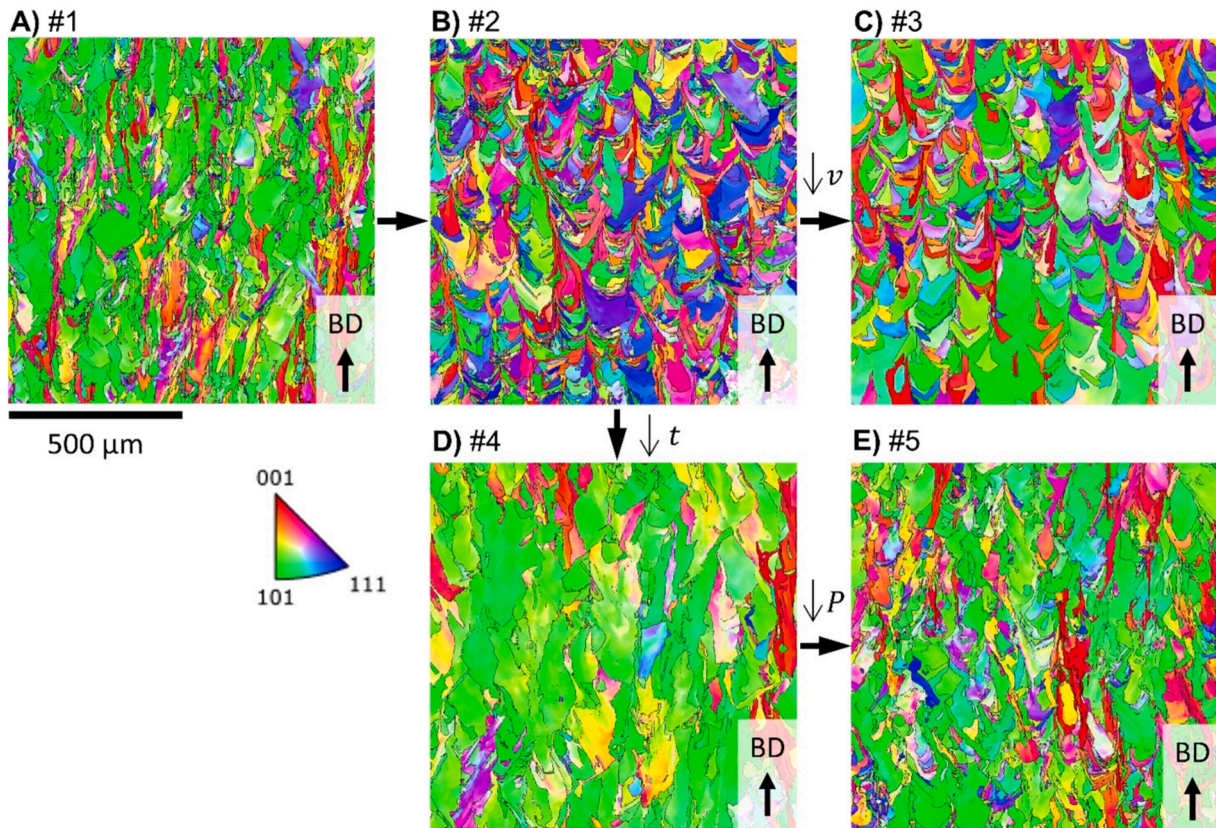 A) #1
B) #2
C) #3
BD
BD
↓ v
BD
500 μm
↓ t
D) #4
E) #5
001
101
111
↓ P
BD
BD